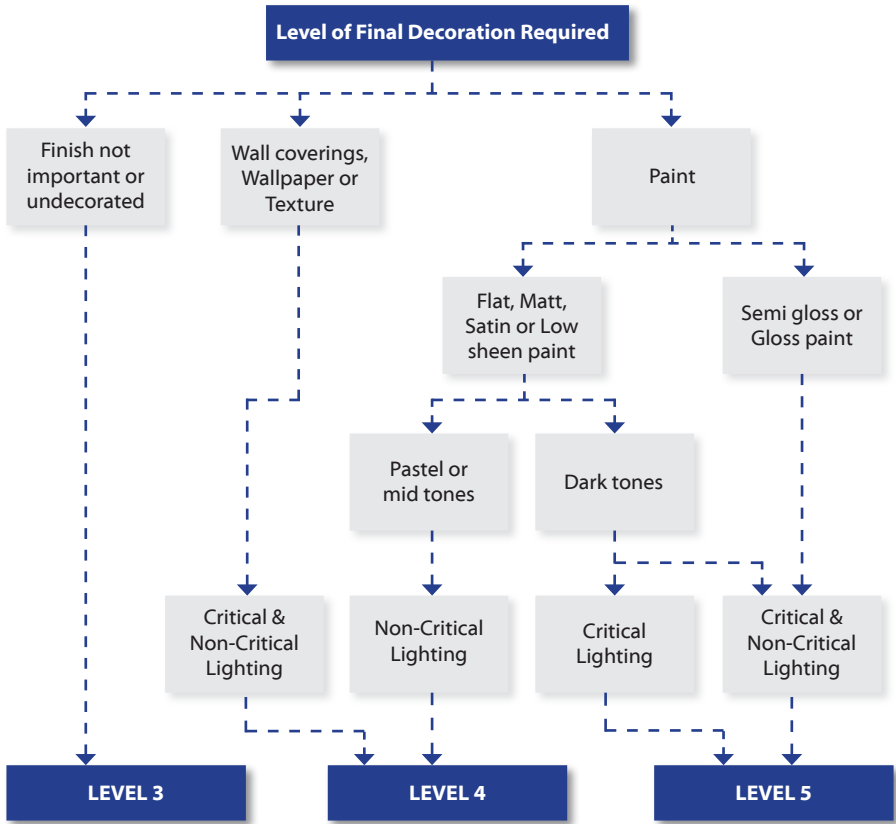 Level of Final Decoration Required
Finish not
important or
undecorated
Wall coverings,
Wallpaper or
Texture
Paint
Flat, Matt,
Satin or Low
sheen paint
Semi gloss or
Gloss paint
Pastel or
mid tones
Dark tones
Critical &
Non-Critical
Lighting
Non-Critical
Lighting
Critical
Lighting
Critical &
Non-Critical
Lighting
LEVEL 3
LEVEL 4
LEVEL 5